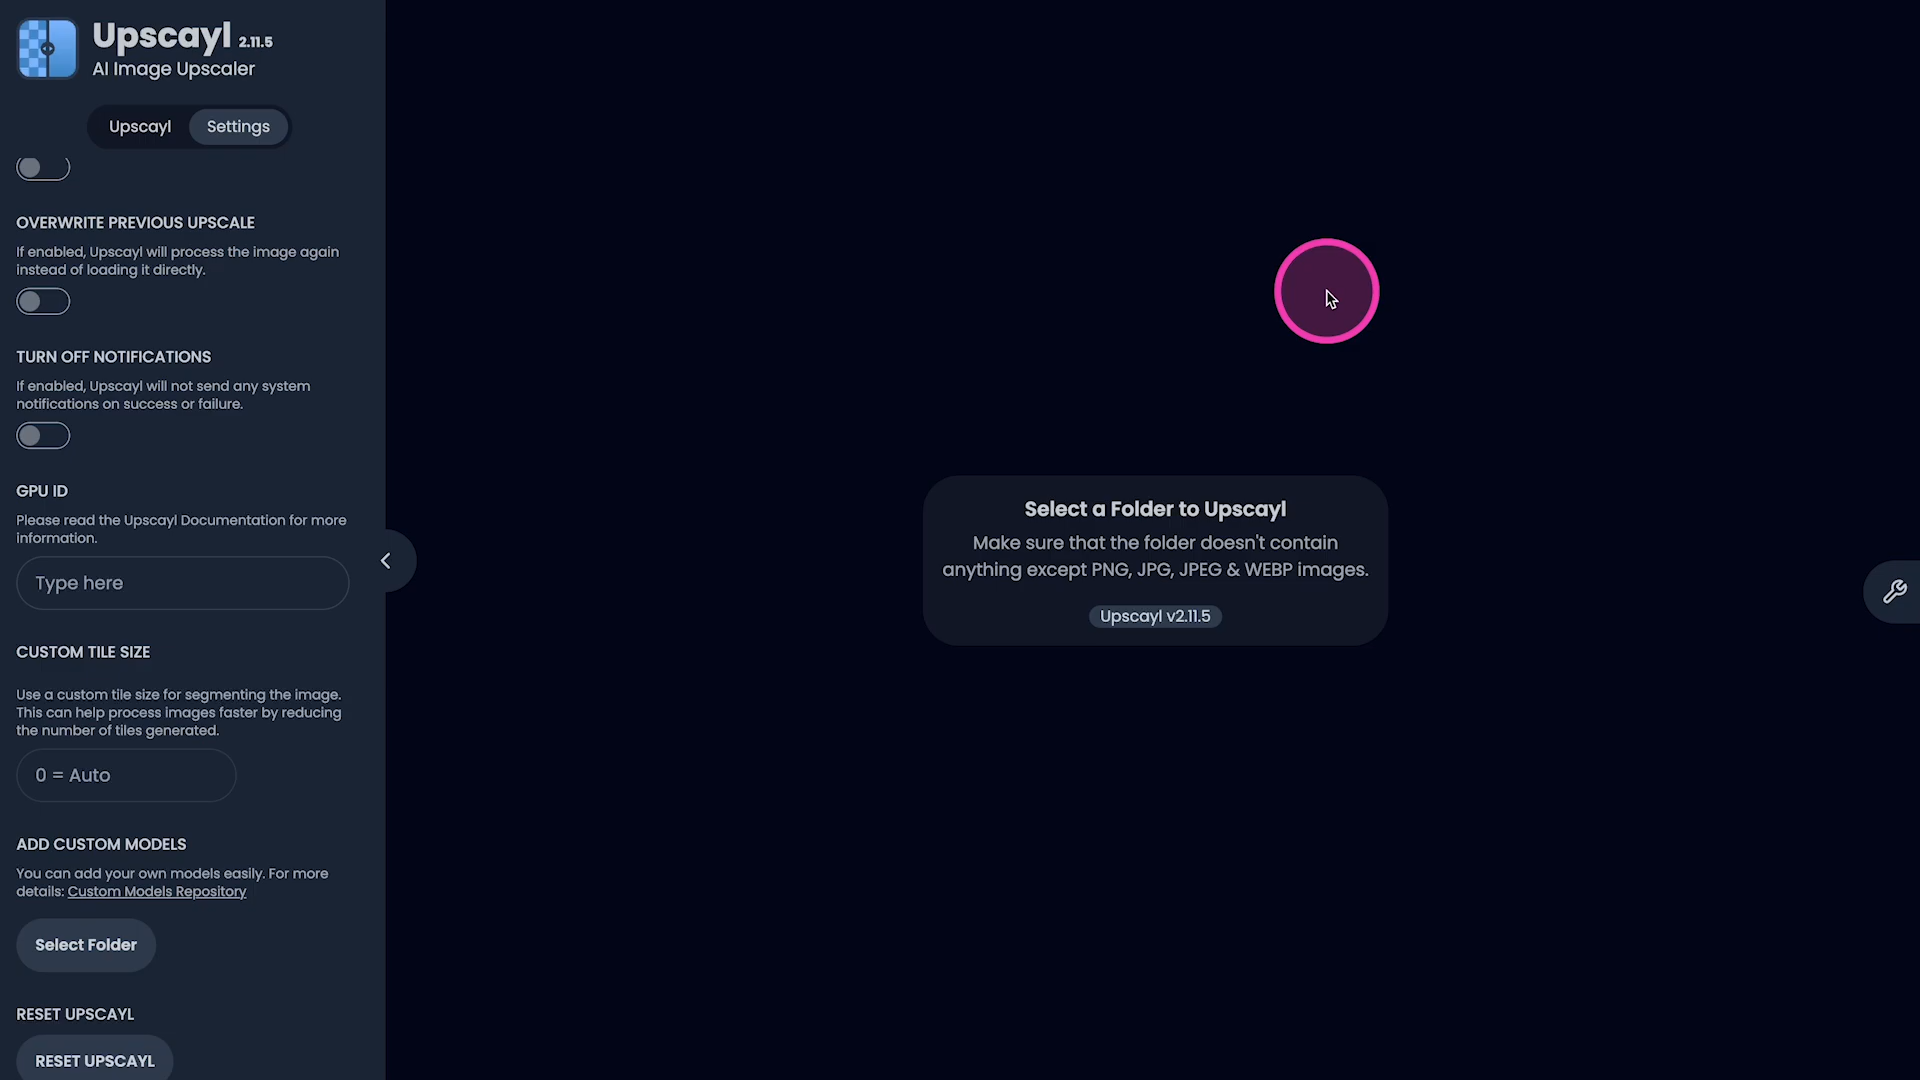 Upscayl 2.11.5
AI Image Upscaler
Upscayl
Settings
OVERWRITE PREVIOUS UPSCALE
If enabled, Upscayl will process the image again
instead of loading it directly.
TURN OFF NOTIFICATIONS
If enabled, Upscayl will not send any system
notifications on success or failure.
GPU ID
Please read the Upscayl Documentation for more
information.
Type here
CUSTOM TILE SIZE
Use a custom tile size for segmenting the image.
This can help process images faster by reducing
the number of tiles generated.
0 = Auto
ADD CUSTOM MODELS
You can add your own models easily. For more
details: Custom Models Repository
Select Folder
RESET UPSCAYL
RESET UPSCAYL
Select a Folder to Upscayl
Make sure that the folder doesn't contain
anything except PNG, JPG, JPEG & WEBP images.
Upscayl v2.11.5